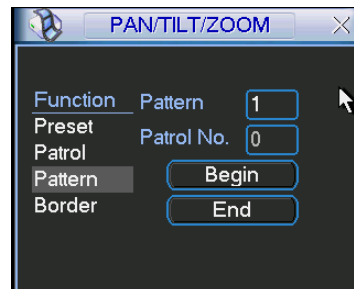 PAN/TILT/ZOOM
Function
Preset
Patrol
Pattern
Border
Pattern 1
Patrol No. 0
Begin
End